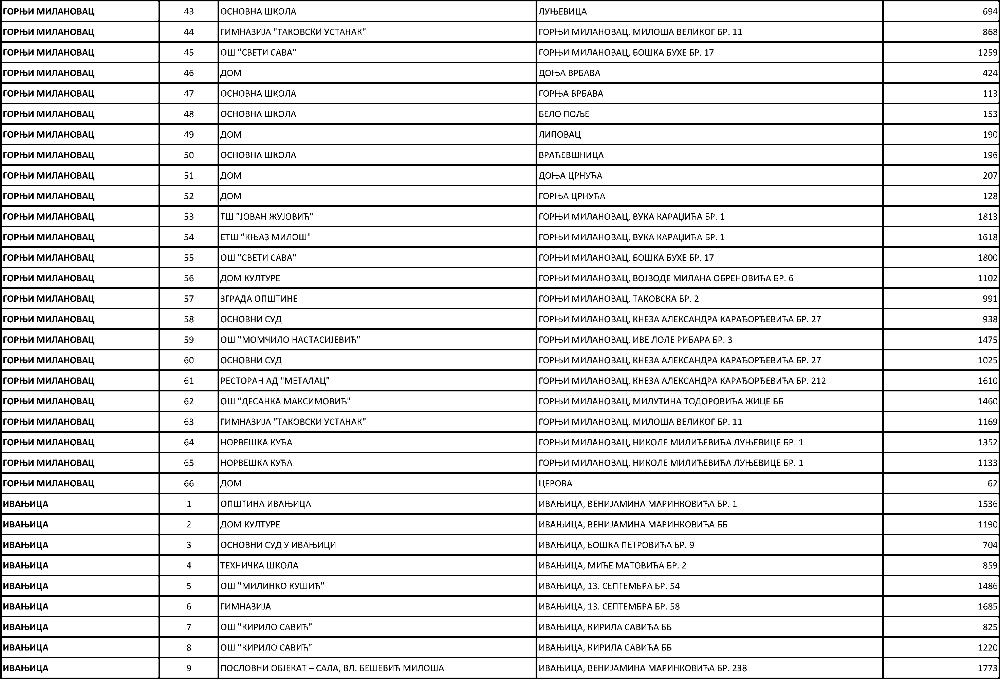 ГОРЊИ МИЛАНОВАЦ 43 ОСНОВНА ШКОЛА ЛУЊЕВИЦА 694
ГОРЊИ МИЛАНОВАЦ 44 ГИМНАЗИЈА "ТАКОВСКИ УСТАНАК" ГОРЊИ МИЛАНОВАЦ, МИЛОША ВЕЛИКОГ БР. 11 868
ГОРЊИ МИЛАНОВАЦ 45 ОШ "СВЕТИ САВА" ГОРЊИ МИЛАНОВАЦ, БОШКА БУХЕ БР. 17 1259
ГОРЊИ МИЛАНОВАЦ 46 ДОМ ДОЊА ВРБАВА 424
ГОРЊИ МИЛАНОВАЦ 47 ОСНОВНА ШКОЛА ГОРЊА ВРБАВА 113
ГОРЊИ МИЛАНОВАЦ 48 ОСНОВНА ШКОЛА БЕЛО ПОЉЕ 153
ГОРЊИ МИЛАНОВАЦ 49 ДОМ ЛИПОВАЦ 190
ГОРЊИ МИЛАНОВАЦ 50 ОСНОВНА ШКОЛА ВРАЋЕВШНИЦА 196
ГОРЊИ МИЛАНОВАЦ 51 ДОМ ДОЊА ЦРНУЋА 207
ГОРЊИ МИЛАНОВАЦ 52 ДОМ ГОРЊА ЦРНУЋА 128
ГОРЊИ МИЛАНОВАЦ 53 ТШ "ЈОВАН ЖУЈОВИЋ" ГОРЊИ МИЛАНОВАЦ, ВУКА КАРАЏИЋА БР. 1 1813
ГОРЊИ МИЛАНОВАЦ 54 ЕТШ "КЊАЗ МИЛОШ" ГОРЊИ МИЛАНОВАЦ, ВУКА КАРАЏИЋА БР. 1 1618
ГОРЊИ МИЛАНОВАЦ 55 ОШ "СВЕТИ САВА" ГОРЊИ МИЛАНОВАЦ, БОШКА БУХЕ БР. 17 1800
ГОРЊИ МИЛАНОВАЦ 56 ДОМ КУЛТУРЕ ГОРЊИ МИЛАНОВАЦ, ВОЈВОДЕ МИЛАНА ОБРЕНОВИЋА БР. 6 1102
ГОРЊИ МИЛАНОВАЦ 57 ЗГРАДА ОПШТИНЕ ГОРЊИ МИЛАНОВАЦ, ТАКОВСКА БР. 2 991
ГОРЊИ МИЛАНОВАЦ 58 ОСНОВНИ СУД ГОРЊИ МИЛАНОВАЦ, КНЕЗА АЛЕКСАНДРА КАРАЂОРЂЕВИЋА БР. 27 938
ГОРЊИ МИЛАНОВАЦ 59 ОШ "МОМЧИЛО НАСТАСИЈЕВИЋ" ГОРЊИ МИЛАНОВАЦ, ИВЕ ЛОЛЕ РИБАРА БР. 3 1475
ГОРЊИ МИЛАНОВАЦ 60 ОСНОВНИ СУД ГОРЊИ МИЛАНОВАЦ, КНЕЗА АЛЕКСАНДРА КАРАЂОРЂЕВИЋА БР. 27 1025
ГОРЊИ МИЛАНОВАЦ 61 РЕСТОРАН АД "МЕТАЛАЦ" ГОРЊИ МИЛАНОВАЦ, КНЕЗА АЛЕКСАНДРА КАРАЂОРЂЕВИЋА БР. 212 1610
ГОРЊИ МИЛАНОВАЦ 62 ОШ "ДЕСАНКА МАКСИМОВИЋ" ГОРЊИ МИЛАНОВАЦ, МИЛУТИНА ТОДОРОВИЋА ЖИЦЕ ББ 1460
ГОРЊИ МИЛАНОВАЦ 63 ГИМНАЗИЈА "ТАКОВСКИ УСТАНАК" ГОРЊИ МИЛАНОВАЦ, МИЛОША ВЕЛИКОГ БР. 11 1169
ГОРЊИ МИЛАНОВАЦ 64 НОРВЕШКА КУЋА ГОРЊИ МИЛАНОВАЦ, НИКОЛЕ МИЛИЋЕВИЋА ЛУЊЕВИЦЕ БР. 1 1352
ГОРЊИ МИЛАНОВАЦ 65 НОРВЕШКА КУЋА ГОРЊИ МИЛАНОВАЦ, НИКОЛЕ МИЛИЋЕВИЋА ЛУЊЕВИЦЕ БР. 1 1133
ГОРЊИ МИЛАНОВАЦ 66 ДОМ ЦЕРОВА 62
ИВАЊИЦА 1 ОПШТИНА ИВАЊИЦА ИВАЊИЦА, ВЕНИЈАМИНА МАРИНКОВИЋА БР. 1 1536
ИВАЊИЦА 2 ДОМ КУЛТУРЕ ИВАЊИЦА, ВЕНИЈАМИНА МАРИНКОВИЋА ББ 1190
ИВАЊИЦА 3 ОСНОВНИ СУД У ИВАЊИЦИ ИВАЊИЦА, БОШКА ПЕТРОВИЋА БР. 9 704
ИВАЊИЦА 4 ТЕХНИЧКА ШКОЛА ИВАЊИЦА, МИЋЕ МАТОВИЋА БР. 2 859
ИВАЊИЦА 5 ОШ "МИЛИНКО КУШИЋ" ИВАЊИЦА, 13. СЕПТЕМБРА БР. 54 1486
ИВАЊИЦА 6 ГИМНАЗИЈА ИВАЊИЦА, 13. СЕПТЕМБРА БР. 58 1685
ИВАЊИЦА 7 ОШ "КИРИЛО САВИЋ" ИВАЊИЦА, КИРИЛА САВИЋА ББ 825
ИВАЊИЦА 8 ОШ "КИРИЛО САВИЋ" ИВАЊИЦА, КИРИЛА САВИЋА ББ 1220
ИВАЊИЦА 9 ПОСЛОВНИ ОБЈЕКАТ – САЛА, ВЛ. БЕШЕВИЋ МИЛОША ИВАЊИЦА, ВЕНИЈАМИНА МАРИНКОВИЋА БР. 238 1773